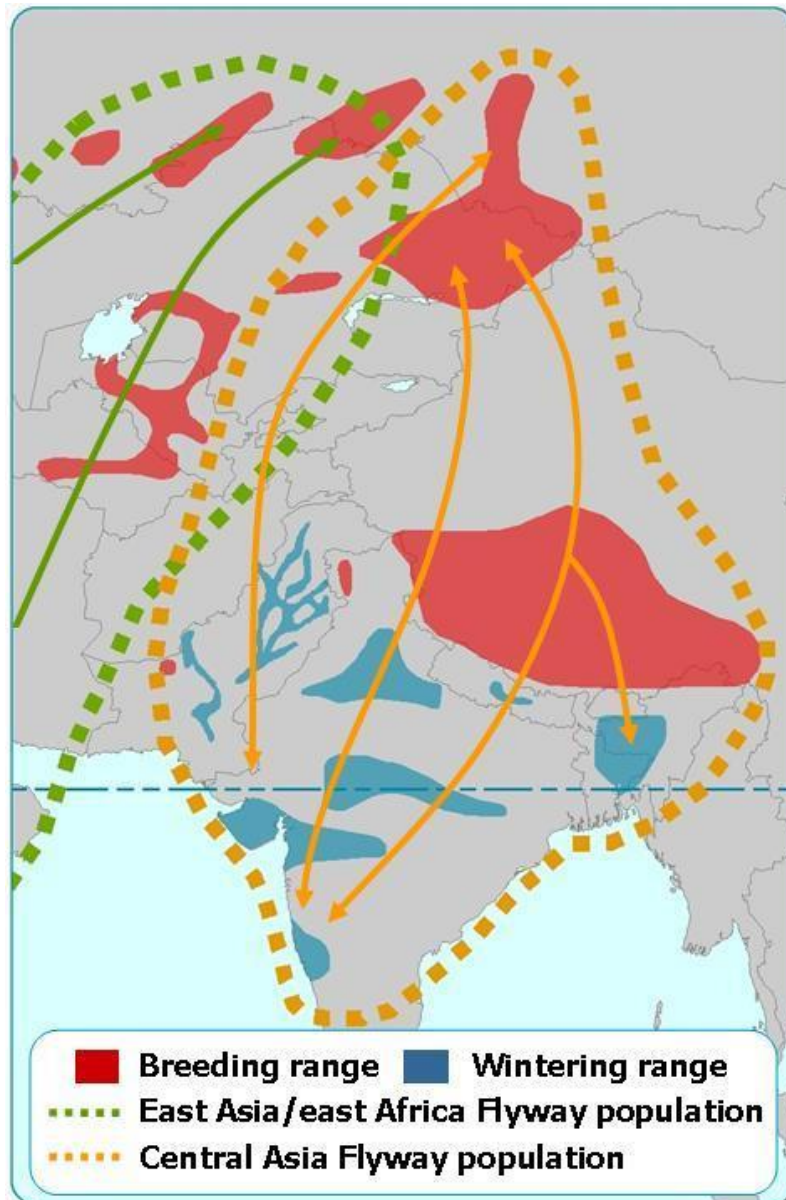 Breeding range
Wintering range
East Asia/east Africa Flyway population
Central Asia Flyway population